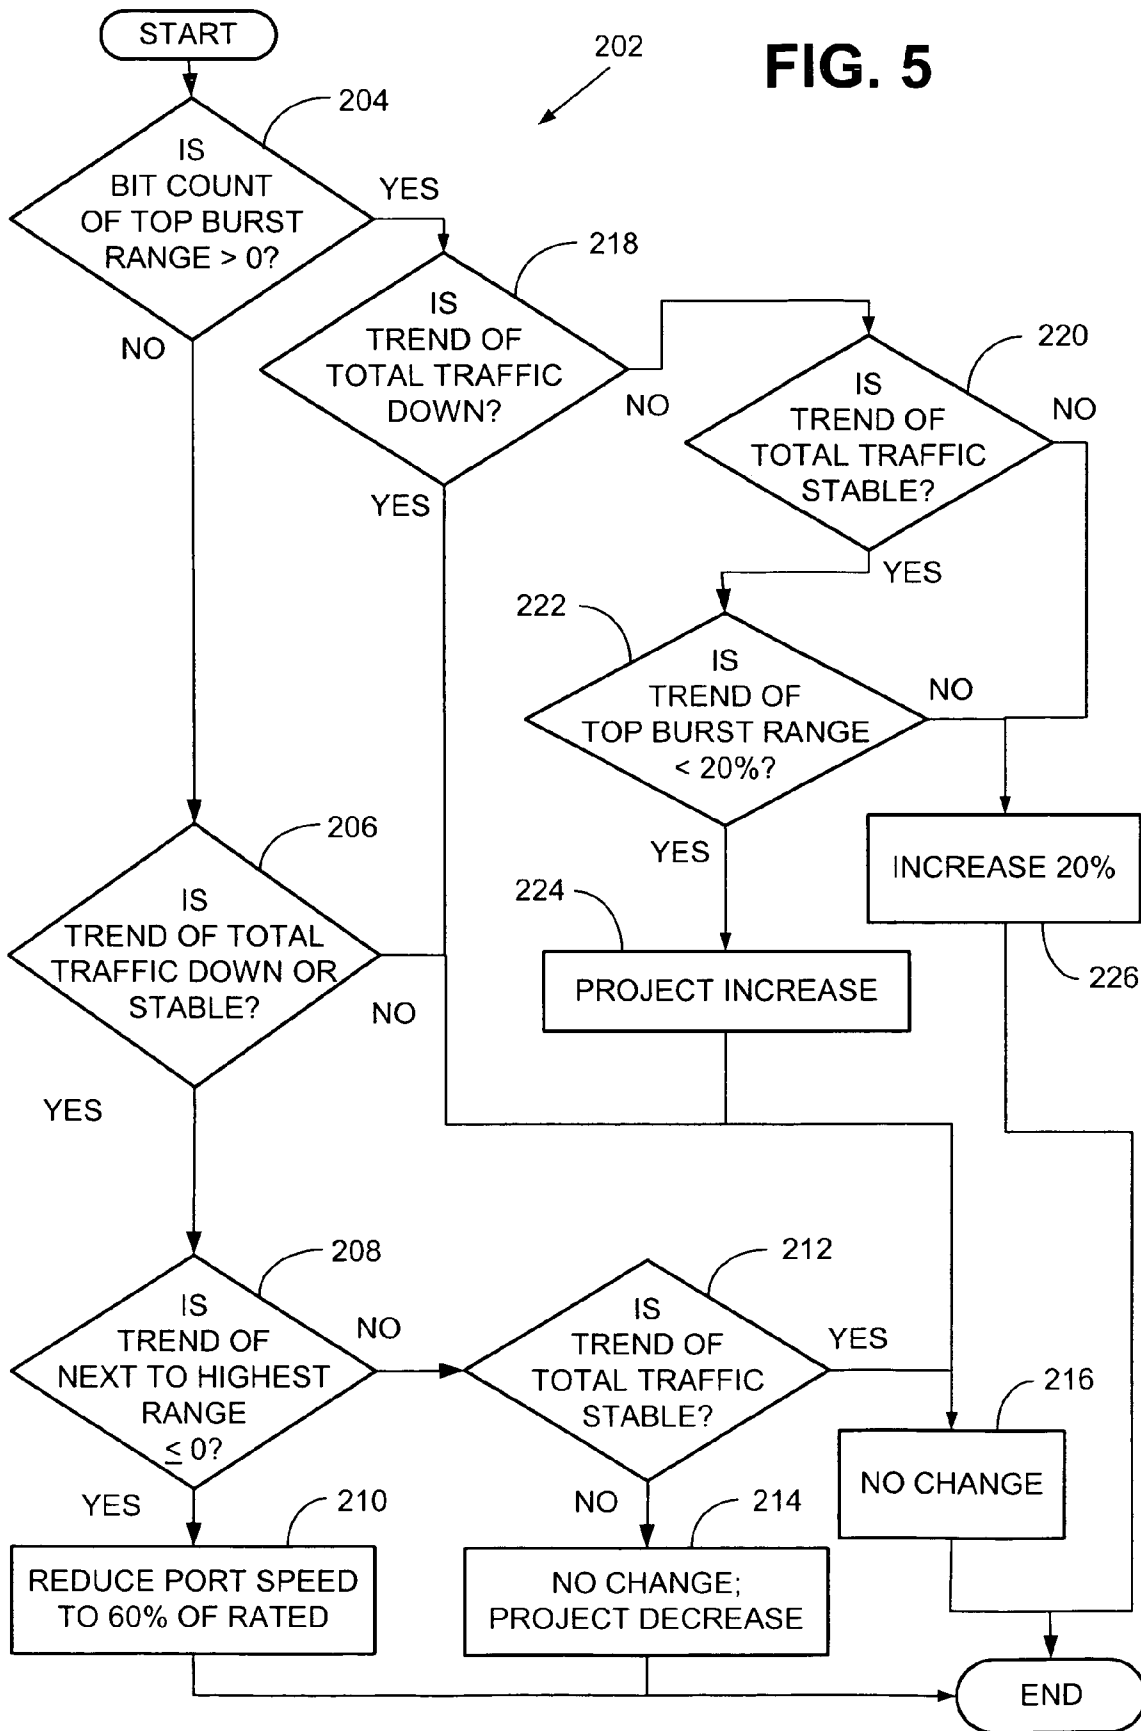 START
202
FIG. 5
204
IS
BIT COUNT
OF TOP BURST
RANGE > 0?
YES
NO
218
IS
TREND OF
TOTAL TRAFFIC
DOWN?
NO
YES
220
IS
TREND OF
TOTAL TRAFFIC
STABLE?
NO
YES
222
IS
TREND OF
TOP BURST RANGE
< 20%?
NO
YES
INCREASE 20%
226
224
PROJECT INCREASE
206
IS
TREND OF TOTAL
TRAFFIC DOWN OR
STABLE?
NO
YES
208
IS
TREND OF
NEXT TO HIGHEST
RANGE
≤ 0?
NO
YES
212
IS
TREND OF
TOTAL TRAFFIC
STABLE?
YES
NO
216
NO CHANGE
210
REDUCE PORT SPEED
TO 60% OF RATED
214
NO CHANGE;
PROJECT DECREASE
END